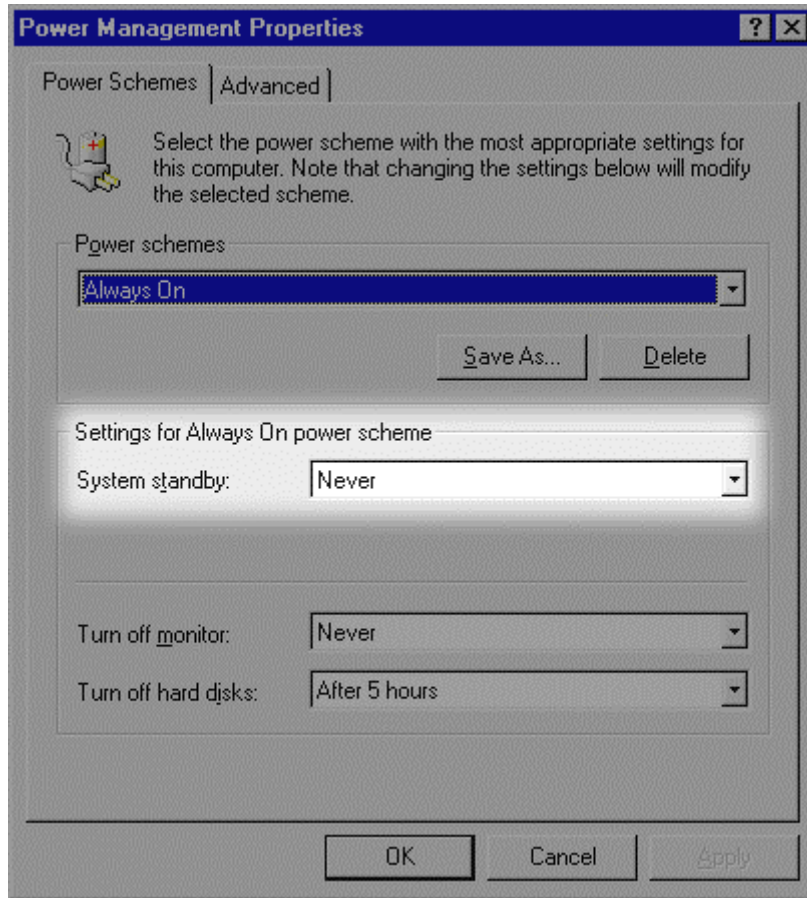 Power Management Properties
Power Schemes
Advanced
Select the power scheme with the most appropriate settings for
this computer. Note that changing the settings below will modify
the selected scheme.
Power schemes
Always On
Save As...
Delete
Settings for Always On power scheme
System standby:
Never
Turn off monitor:
Never
Turn off hard disks:
After 5 hours
OK
Cancel
Apply